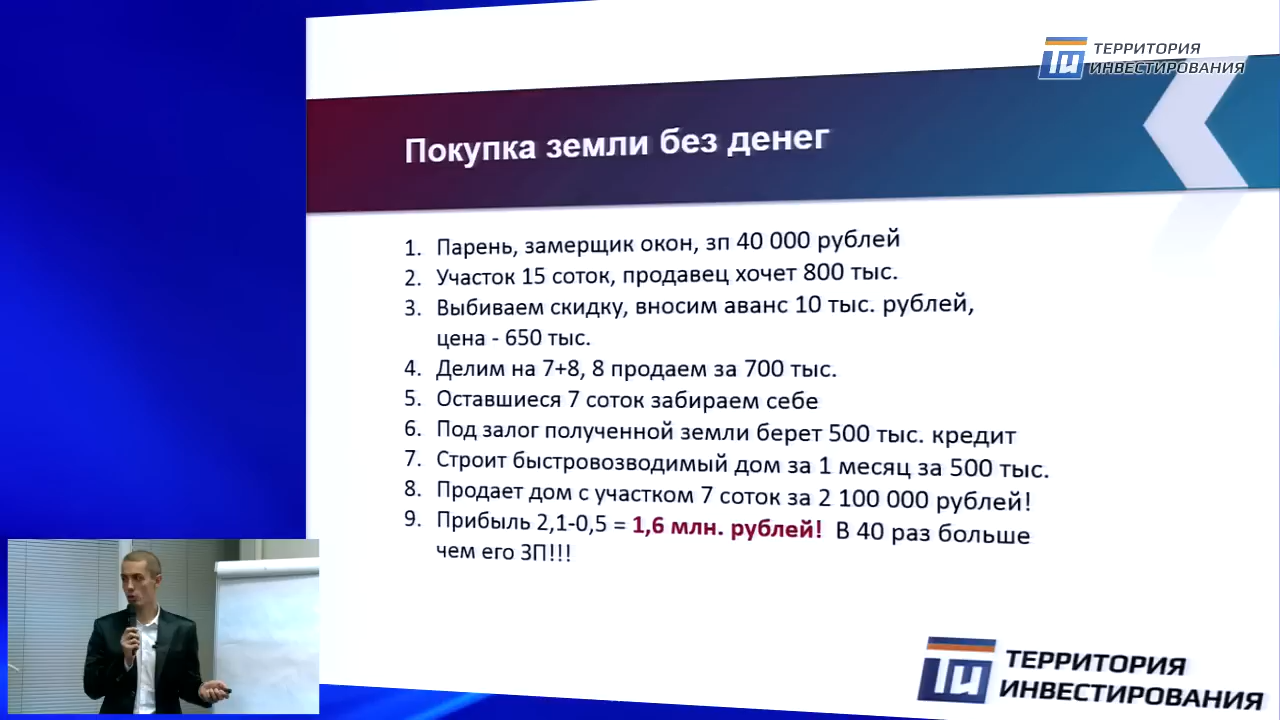 ТЕРРИТОРИЯ
ИНВЕСТИРОВАНИЯ
Покупка земли без денег
1. Парень, замерщик окон, зп 40 000 рублей
2. Участок 15 соток, продавец хочет 800 тыс.
3. Выбиваем скидку, вносим аванс 10 тыс. рублей,
цена - 650 тыс.
4. Делим на 7+8, 8 продаем за 700 тыс.
5. Оставшиеся 7 соток забираем себе
6. Под залог полученной земли берет 500 тыс. кредит
7. Строит быстровозводимый дом за 1 месяц за 500 тыс.
8. Продает дом с участком 7 соток за 2 100 000 рублей!
9. Прибыль 2,1-0,5 = 1,6 млн. рублей! В 40 раз больше
чем его ЗП!!!
ТЕРРИТОРИЯ
ИНВЕСТИРОВАНИЯ